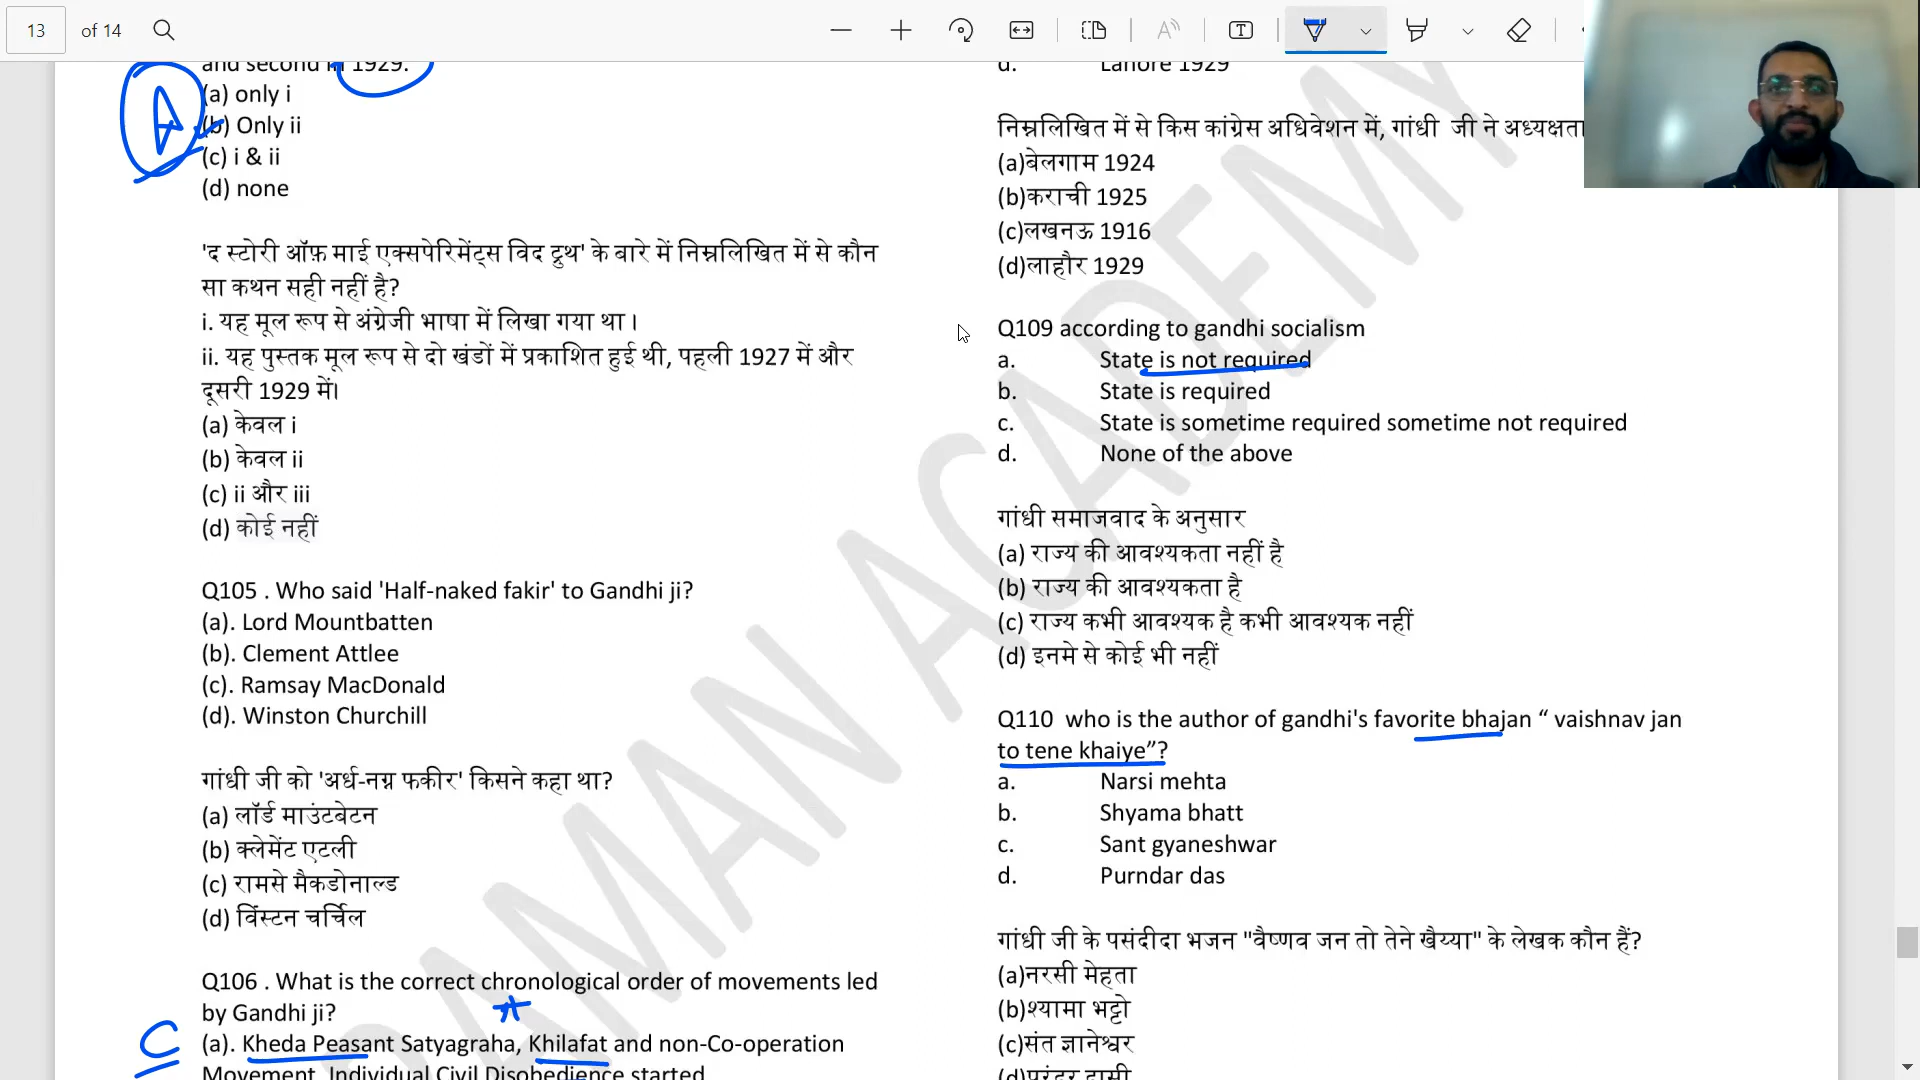 13 of 14
and second in 1929.
(a) only i
(b) Only ii
(c) i & ii
(d) none
'द स्टोरी ऑफ़ माई एक्सपेरिमेंट्स विद ट्रुथ' के बारे में निम्नलिखित में से कौन
सा कथन सही नहीं है?
i. यह मूल रूप से अंग्रेजी भाषा में लिखा गया था।
ii. यह पुस्तक मूल रूप से दो खंडों में प्रकाशित हुई थी, पहली 1927 में और
दूसरी 1929 में।
(a) केवल i
(b) केवल ii
(c) ii और iii
(d) कोई नहीं
Q105 . Who said 'Half-naked fakir' to Gandhi ji?
(a). Lord Mountbatten
(b). Clement Attlee
(c). Ramsay MacDonald
(d). Winston Churchill
गांधी जी को 'अर्ध-नग्न फकीर' किसने कहा था?
(a) लॉर्ड माउंटबेटन
(b) क्लेमेंट एटली
(c) रामसे मैकडोनाल्ड
(d) विंस्टन चर्चिल
Q106 . What is the correct chronological order of movements led
by Gandhi ji?
C
(a). Kheda Peasant Satyagraha, Khilafat and non-Co-operation
Movement, Individual Civil Disobedience started
d. Lahore 1929
निम्नलिखित में से किस कांग्रेस अधिवेशन में, गांधी जी ने अध्यक्षता
(a)बेलगाम 1924
(b)कराची 1925
(c)लखनऊ 1916
(d)लाहौर 1929
Q109 according to gandhi socialism
a. State is not required
b. State is required
c. State is sometime required sometime not required
d. None of the above
गांधी समाजवाद के अनुसार
(a) राज्य की आवश्यकता नहीं है
(b) राज्य की आवश्यकता है
(c) राज्य कभी आवश्यक है कभी आवश्यक नहीं
(d) इनमे से कोई भी नहीं
Q110 who is the author of gandhi's favorite bhajan “ vaishnav jan
to tene khaiye”?
a. Narsi mehta
b. Shyama bhatt
c. Sant gyaneshwar
d. Purndar das
गांधी जी के पसंदीदा भजन "वैष्णव जन तो तेने खैय्या" के लेखक कौन हैं?
(a)नरसी मेहता
(b)श्यामा भट्टो
(c)संत ज्ञानेश्वर
AMAN ACADEMY